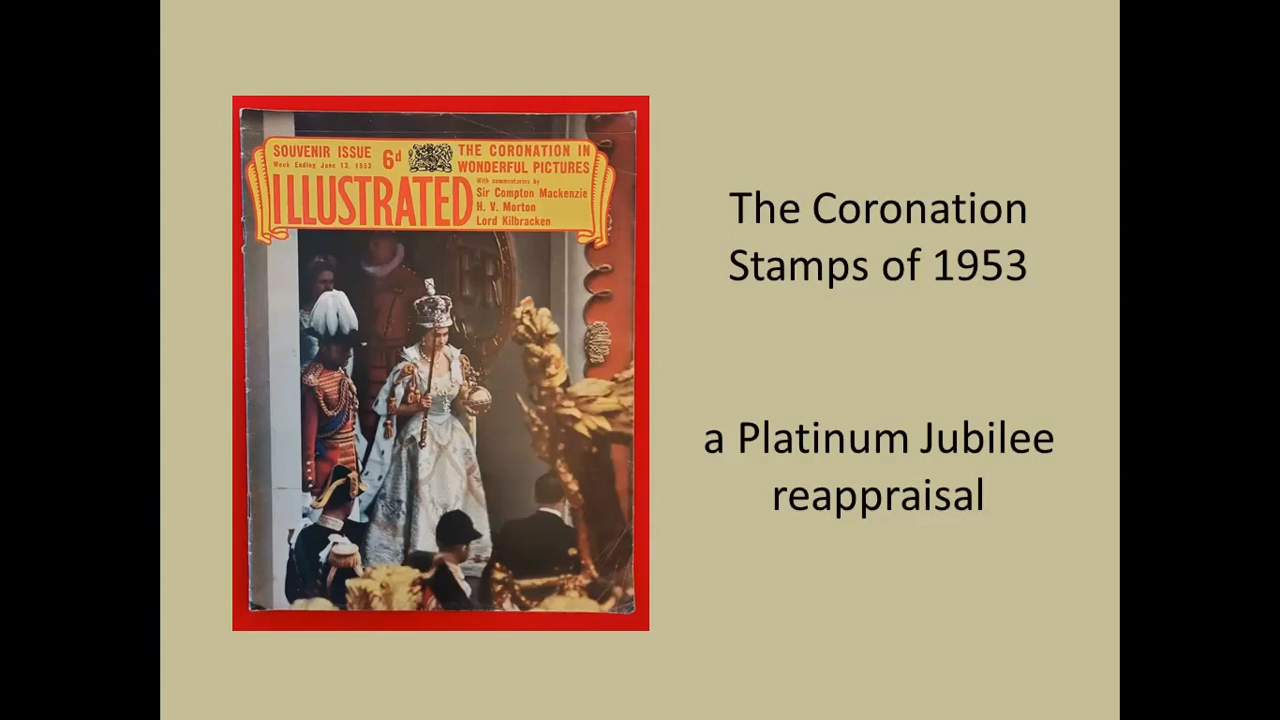 SOUVENIR ISSUE
Week Ending June 13, 1953
6d
THE CORONATION IN
WONDERFUL PICTURES
ILLUSTRATED
With commentaries by
Sir Compton Mackenzie
H. V. Morton
Lord Kilbracken
The Coronation
Stamps of 1953
a Platinum Jubilee
reappraisal